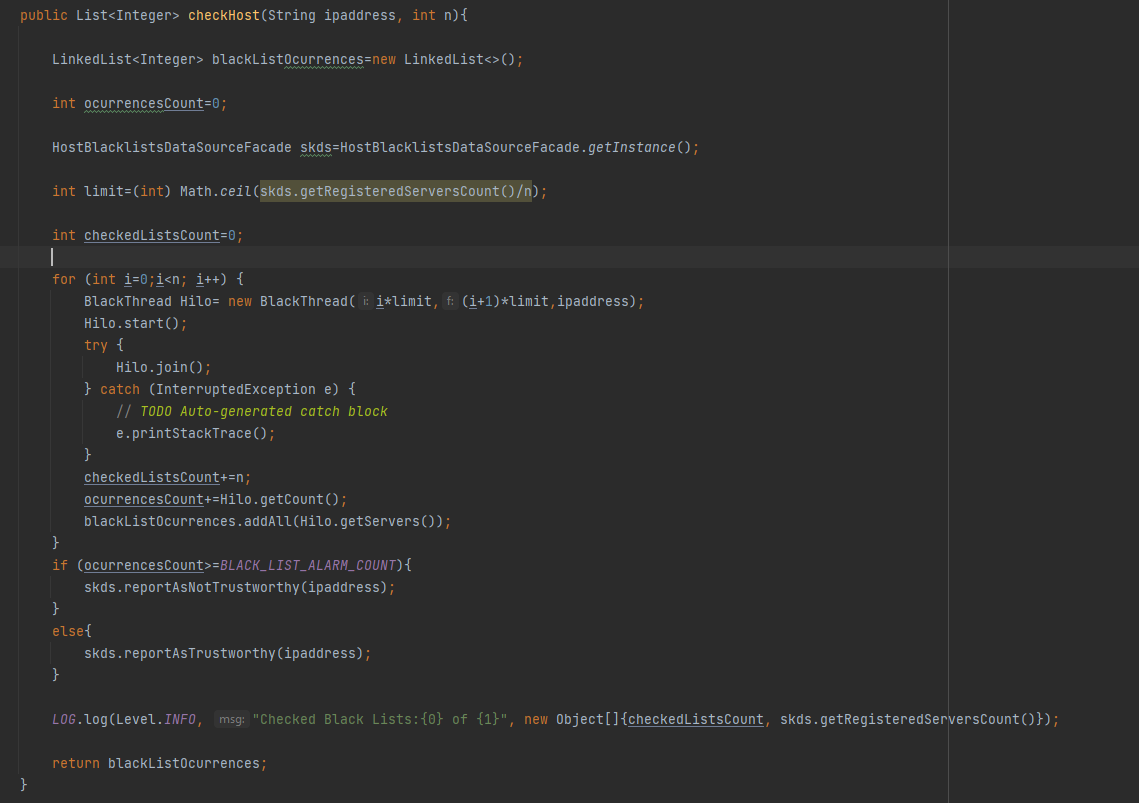 public List<Integer> checkHost(String ipaddress, int n){
LinkedList<Integer> blackListOcurrences=new LinkedList<>();
int ocurrencesCount=0;
HostBlacklistsDataSourceFacade skds=HostBlacklistsDataSourceFacade.getInstance();
int limit=(int) Math.ceil(skds.getRegisteredServersCount()/n);
int checkedListsCount=0;
for (int i=0;i<n; i++) {
BlackThread Hilo= new BlackThread( i: i*limit, f: (i+1)*limit,ipaddress);
Hilo.start();
try {
Hilo.join();
} catch (InterruptedException e) {
// TODO Auto-generated catch block
e.printStackTrace();
}
checkedListsCount+=n;
ocurrencesCount+=Hilo.getCount();
blackListOcurrences.addAll(Hilo.getServers());
}
if (ocurrencesCount>=BLACK_LIST_ALARM_COUNT){
skds.reportAsNotTrustworthy(ipaddress);
}
else{
skds.reportAsTrustworthy(ipaddress);
}
LOG.log(Level.INFO, msg: "Checked Black Lists:{0} of {1}", new Object[]{checkedListsCount, skds.getRegisteredServersCount()});
return blackListOcurrences;
}